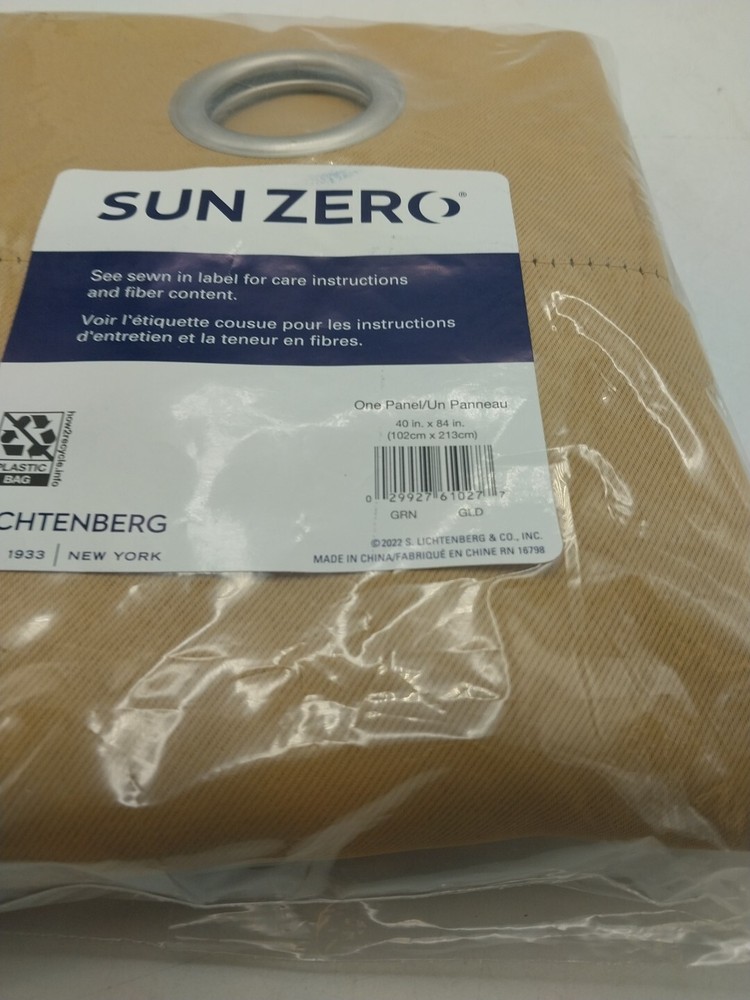 SUN ZERO®
See sewn in label for care instructions
and fiber content.
Voir l'étiquette cousue pour les instructions
d'entretien et la teneur en fibres.
One Panel/Un Panneau
40 in. x 84 in.
(102cm x 213cm)
how2recycle.info
PLASTIC
BAG
0 29927 61027 7
GRN GLD
CHTENBERG
1933 | NEW YORK
©2022 S. LICHTENBERG & CO., INC.
MADE IN CHINA/FABRIQUÉ EN CHINE RN 16798